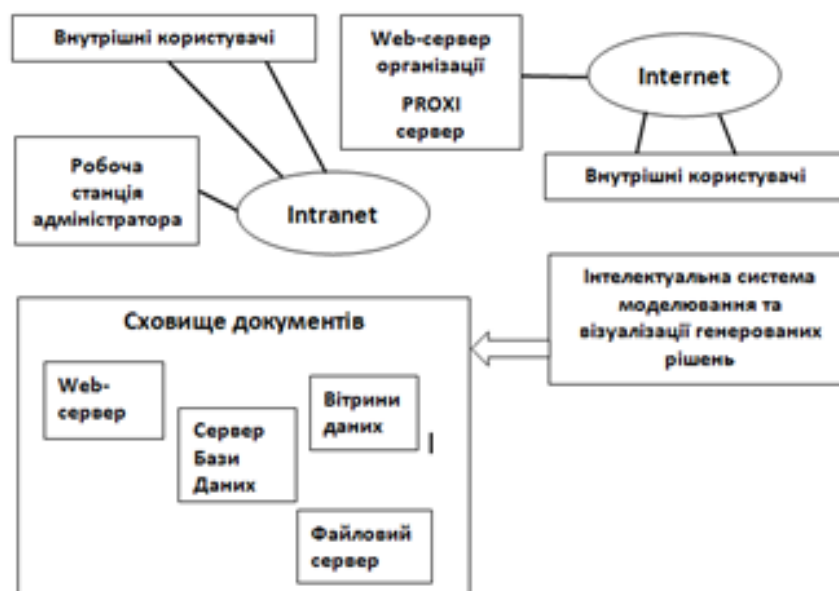 Внутрішні користувачі
Web-сервер
організації
PROXI
сервер
Internet
Робоча
станція
адміністратора
Intranet
Внутрішні користувачі
Інтелектуальна система
моделювання та
візуалізації генерованих
рішень
Сховище документів
Web-
сервер
Сервер
Бази
Даних
Вітрини
даних
Файловий
сервер